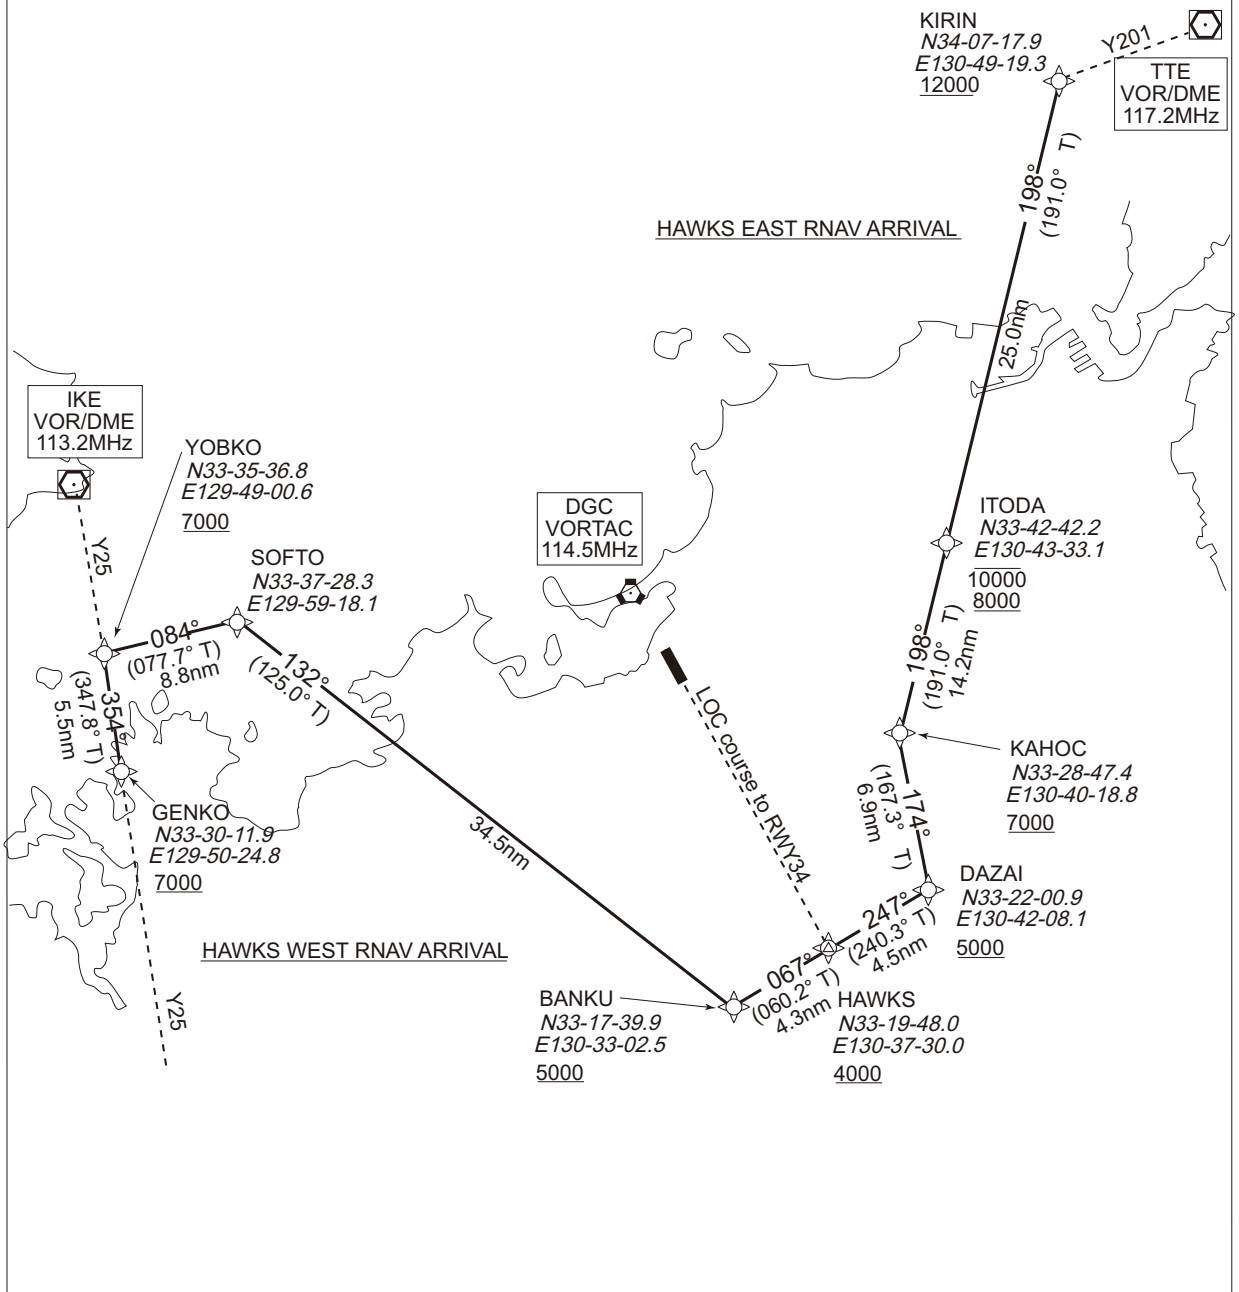 KIRIN
N34-07-17.9
E130-49-19.3
12000
Y201
TTE
VOR/DME
117.2MHz
198°
(191.0° T)
HAWKS EAST RNAV ARRIVAL
25.0nm
IKE
VOR/DME
113.2MHz
YOBKO
N33-35-36.8
E129-49-00.6
7000
Y25
SOFTO
N33-37-28.3
E129-59-18.1
DGC
VORTAC
114.5MHz
ITODA
N33-42-42.2
E130-43-33.1
10000
8000
084°
(077.7° T)
8.8nm
132°
(125.0° T)
198°
(191.0° T)
14.2nm
354°
(347.8° T)
5.5nm
LOC course to RWY34
KAHOC
N33-28-47.4
E130-40-18.8
7000
GENKO
N33-30-11.9
E129-50-24.8
7000
34.5nm
174°
(167.3° T)
6.9nm
DAZAI
N33-22-00.9
E130-42-08.1
5000
247°
(240.3° T)
4.5nm
HAWKS WEST RNAV ARRIVAL
Y25
067°
(060.2° T)
4.3nm
BANKU
N33-17-39.9
E130-33-02.5
5000
HAWKS
N33-19-48.0
E130-37-30.0
4000